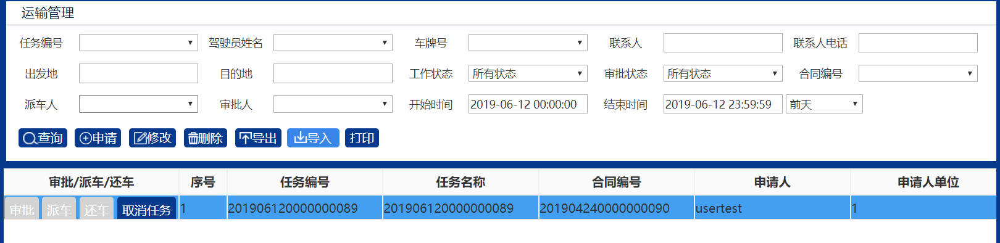 运输管理
任务编号 驾驶员姓名 车牌号 联系人 联系人电话
出发地 目的地 工作状态 所有状态 审批状态 所有状态 合同编号
派车人 审批人 开始时间 2019-06-12 00:00:00 结束时间 2019-06-12 23:59:59 前天
查询 申请 修改 删除 导出 导入 打印
审批/派车/还车 序号 任务编号 任务名称 合同编号 申请人 申请人单位
审批 派车 还车 取消任务 1 201906120000000089 201906120000000089 201904240000000090 usertest 1